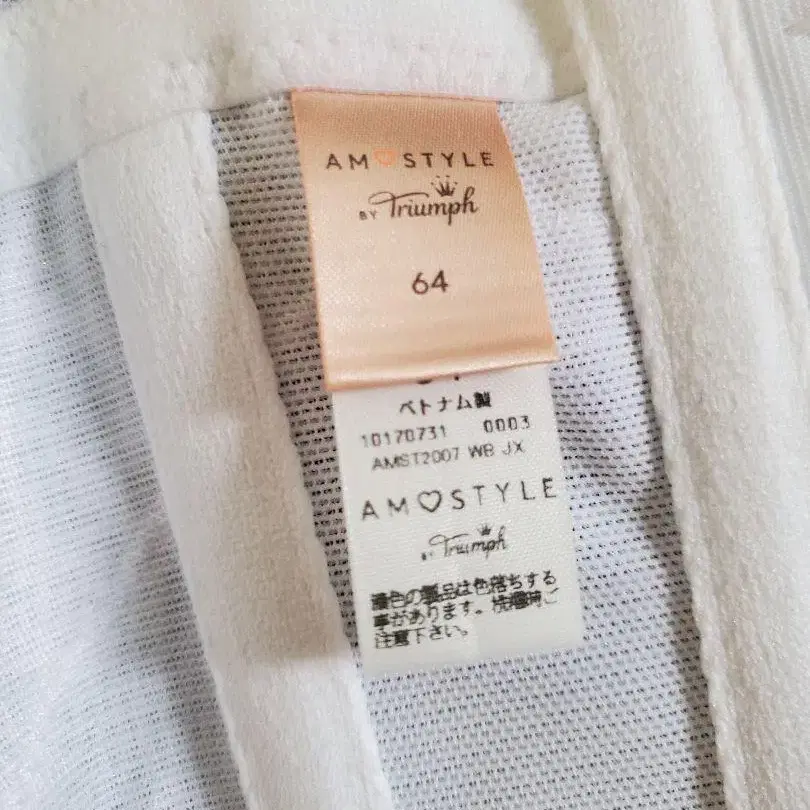 AM♡STYLE
BY Triumph
64
ベトナム製
10170731 0003
AMST2007 WB JX
AM♡STYLE
BY Triumph
濃色の製品は色落ちする
事があります。洗濯時ご
注意下さい。